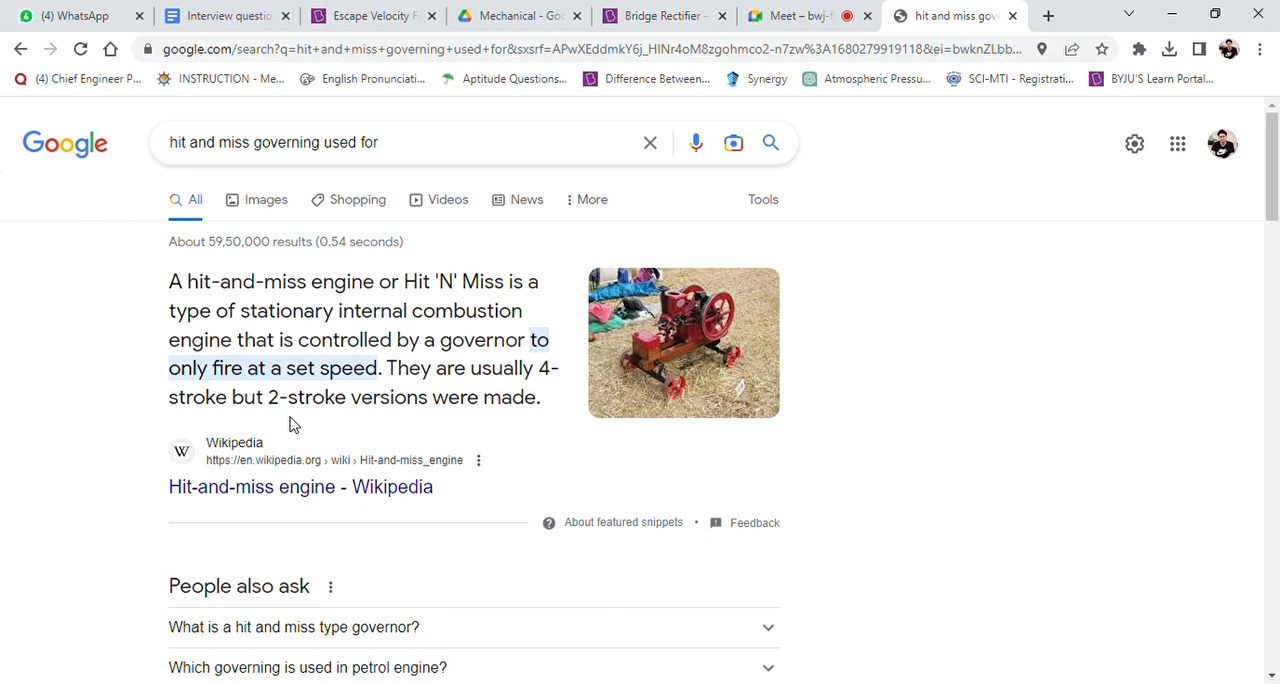 (4) WhatsApp
Interview questio
Escape Velocity F
Mechanical - Goo
Bridge Rectifier –
Meet – bwj-f
hit and miss gove
google.com/search?q=hit+and+miss+governing+used+for&sxsrf=APwXEddmkY6j_HINr4oM8zgohmco2-n7zw%3A1680279919118&ei=bwknZLbb...
(4) Chief Engineer P...
INSTRUCTION - Me...
English Pronunciati...
Aptitude Questions...
Difference Between...
Synergy
Atmospheric Pressu...
SCI-MTI - Registrati...
BYJU'S Learn Portal...
Google
hit and miss governing used for
All
Images
Shopping
Videos
News
More
Tools
About 59,50,000 results (0.54 seconds)
A hit-and-miss engine or Hit 'N' Miss is a
type of stationary internal combustion
engine that is controlled by a governor to
only fire at a set speed. They are usually 4-
stroke but 2-stroke versions were made.
W
Wikipedia
https://en.wikipedia.org › wiki › Hit-and-miss_engine
Hit-and-miss engine - Wikipedia
About featured snippets • Feedback
People also ask
What is a hit and miss type governor?
Which governing is used in petrol engine?